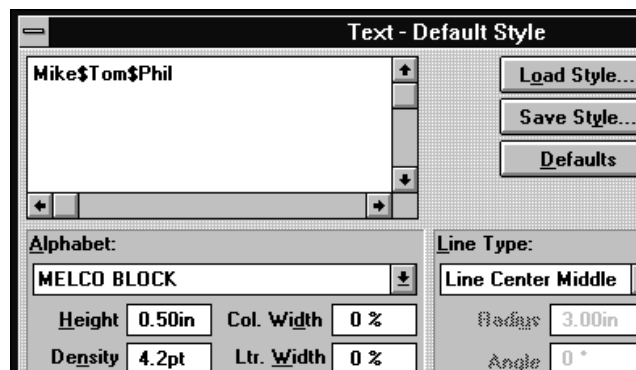 Text - Default Style
Mike$Tom$Phil
Load Style...
Save Style...
Defaults
Alphabet:
MELCO BLOCK
Height 0.50in Col. Width 0 %
Density 4.2pt Ltr. Width 0 %
Line Type:
Line Center Middle
Radius 3.00in
Angle 0 °